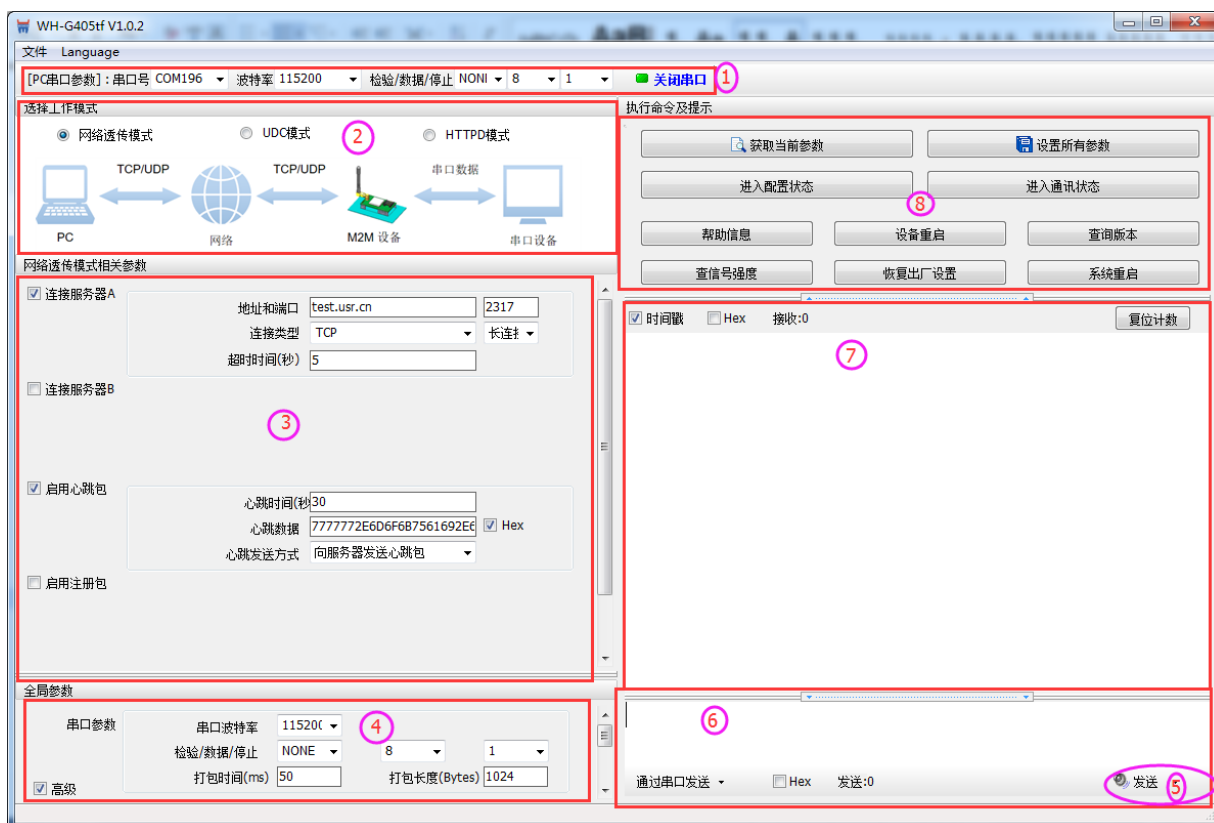 WH-G405tf V1.0.2
文件 Language
[PC串口参数]:串口号 COM196 波特率 115200 检验/数据/停止 NONI 8 1 关闭串口 1
选择工作模式
网络透传模式 UDC模式 2 HTTPD模式
TCP/UDP TCP/UDP 串口数据
PC 网络 M2M 设备 串口设备
网络透传模式相关参数
连接服务器A
地址和端口 test.usr.cn 2317
连接类型 TCP 长连接
超时时间(秒) 5
连接服务器B
3
启用心跳包
心跳时间(秒 30
心跳数据 7777772E6D6F6B7561692E6 Hex
心跳发送方式 向服务器发送心跳包
启用注册包
全局参数
串口参数 串口波特率 115200 4
检验/数据/停止 NONE 8 1
打包时间(ms) 50 打包长度(Bytes) 1024
高级
执行命令及提示
获取当前参数 设置所有参数
进入配置状态 进入通讯状态
8
帮助信息 设备重启 查询版本
查信号强度 恢复出厂设置 系统重启
时间戳 Hex 接收:0 复位计数
7
6
通过串口发送 Hex 发送:0 发送 5